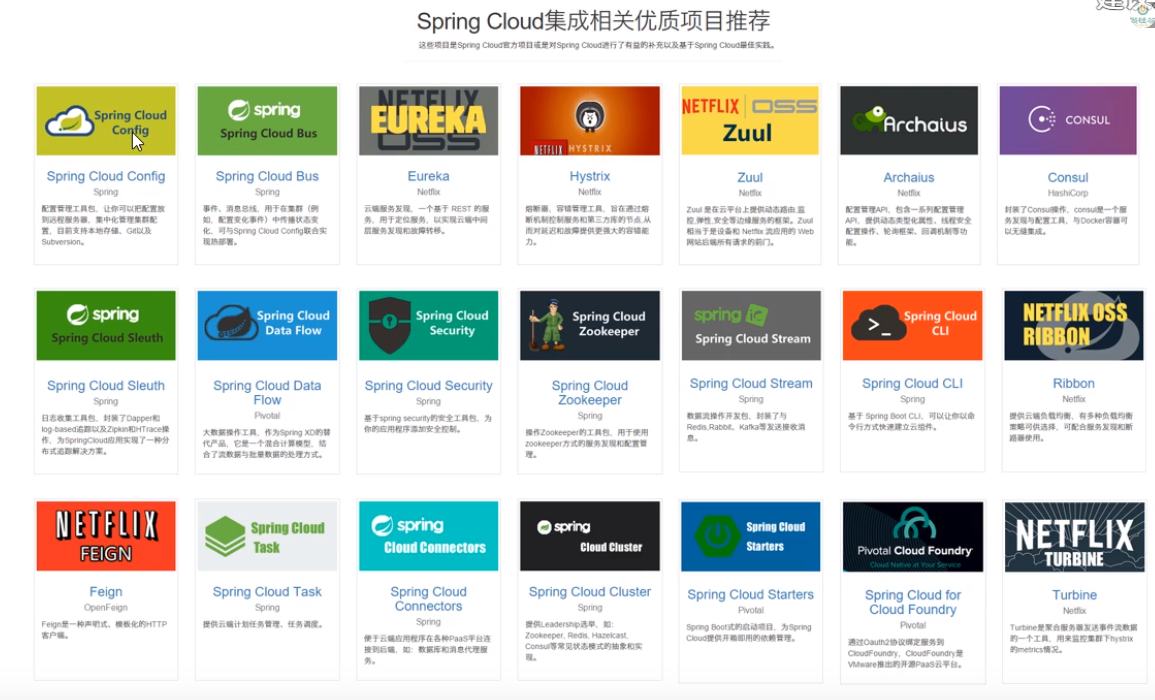 Spring Cloud集成相关优质项目推荐
这些项目是Spring Cloud官方项目或是对Spring Cloud进行了有益的补充以及基于Spring Cloud最佳实践。
Spring Cloud
Config
Spring Cloud Config
Spring
配置管理工具包，让你可以把配置放
到远程服务器，集中化管理集群配
置，目前支持本地存储、Git以及
Subversion。
spring
Spring Cloud Bus
Spring Cloud Bus
Spring
事件、消息总线，用于在集群（例
如，配置变化事件）中传播状态变
化，可与Spring Cloud Config联合实
现热部署。
NETFLIX
EUREKA
OSS
Eureka
Netflix
云端服务发现，一个基于 REST 的服
务，用于定位服务，以实现云端中间
层服务发现和故障转移。
NETFLIX
HYSTRIX
Hystrix
Netflix
熔断器，容错管理工具，旨在通过熔
断机制控制服务和第三方库的节点,从
而对延迟和故障提供更强大的容错能
力。
NETFLIX OSS
Zuul
Zuul
Netflix
Zuul 是在云平台上提供动态路由,监
控,弹性,安全等边缘服务的框架。Zuul
相当于是设备和 Netflix 流应用的 Web
网站后端所有请求的前门。
Archaius
Archaius
Netflix
配置管理API，包含一系列配置管理
API，提供动态类型化属性、线程安全
配置操作、轮询框架、回调机制等功
能。
CONSUL
Consul
HashiCorp
封装了Consul操作，consul是一个服
务发现与配置工具，与Docker容器可
以无缝集成。
spring
Spring Cloud Sleuth
Spring Cloud Sleuth
Spring
日志收集工具包，封装了Dapper和
log-based追踪以及Zipkin和HTrace操
作，为SpringCloud应用实现了一种分
布式追踪解决方案。
Spring Cloud
Data Flow
Spring Cloud Data
Flow
Pivotal
大数据操作工具，作为Spring XD的替
代产品，它是一个混合计算模型，结
合了流数据与批量数据的处理方式。
Spring Cloud
Security
Spring Cloud Security
Spring
基于spring security的安全工具包，为
你的应用程序添加安全控制。
Spring Cloud
Zookeeper
Spring Cloud
Zookeeper
Spring
操作Zookeeper的工具包，用于使用
zookeeper方式的服务发现和配置管
理。
spring
Spring Cloud Stream
Spring Cloud Stream
Spring
数据流操作开发包，封装了与
Redis,Rabbit、Kafka等发送接收消
息。
>_
Spring Cloud
CLI
Spring Cloud CLI
Spring
基于 Spring Boot CLI，可以让你以命
令行方式快速建立云组件。
NETFLIX OSS
RIBBON
Ribbon
Netflix
提供云端负载均衡，有多种负载均衡
策略可供选择，可配合服务发现和断
路器使用。
NETFLIX
FEIGN
Feign
OpenFeign
Feign是一种声明式、模板化的HTTP
客户端。
Spring Cloud
Task
Spring Cloud Task
Spring
提供云端计划任务管理、任务调度。
spring
Cloud Connectors
Spring Cloud
Connectors
Spring
便于云端应用程序在各种PaaS平台连
接到后端，如：数据库和消息代理服
务。
spring
Cloud Cluster
Spring Cloud Cluster
Spring
提供Leadership选举，如：
Zookeeper, Redis, Hazelcast,
Consul等常见状态模式的抽象和实
现。
Spring Cloud
Starters
Spring Cloud Starters
Pivotal
Spring Boot式的启动项目，为Spring
Cloud提供开箱即用的依赖管理。
Pivotal Cloud Foundry
Cloud Native at Your Service
Spring Cloud for
Cloud Foundry
Pivotal
通过Oauth2协议绑定服务到
CloudFoundry，CloudFoundry是
VMware推出的开源PaaS云平台。
NETFLIX
TURBINE
Turbine
Netflix
Turbine是聚合服务器发送事件流数据
的一个工具，用来监控集群下hystrix
的metrics情况。